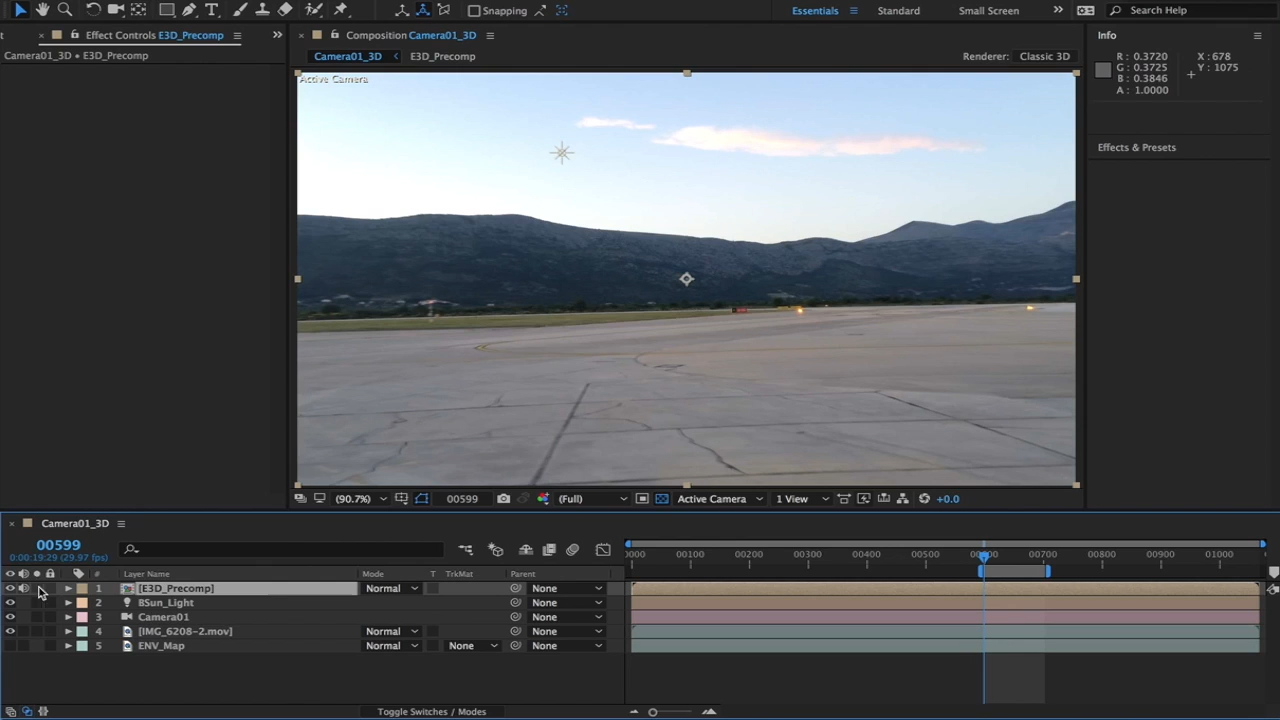 Snapping
Essentials
Standard
Small Screen
Search Help
Effect Controls E3D_Precomp
Composition Camera01_3D
Info
Camera01_3D • E3D_Precomp
Camera01_3D
E3D_Precomp
Renderer:
Classic 3D
R : 0.3720
G : 0.3725
B : 0.3846
A : 1.0000
X : 678
Y : 1075
Active Camera
Effects & Presets
(90.7%)
00599
(Full)
Active Camera
1 View
+0.0
Camera01_3D
00599
0:00:19:29 (29.97 fps)
0000
00100
00200
00300
00400
00500
00600
00700
00800
00900
01000
#
Layer Name
Mode
T
TrkMat
Parent
1
[E3D_Precomp]
Normal
None
2
BSun_Light
None
3
Camera01
None
4
[IMG_6208-2.mov]
Normal
None
5
ENV_Map
Normal
None
None
Toggle Switches / Modes